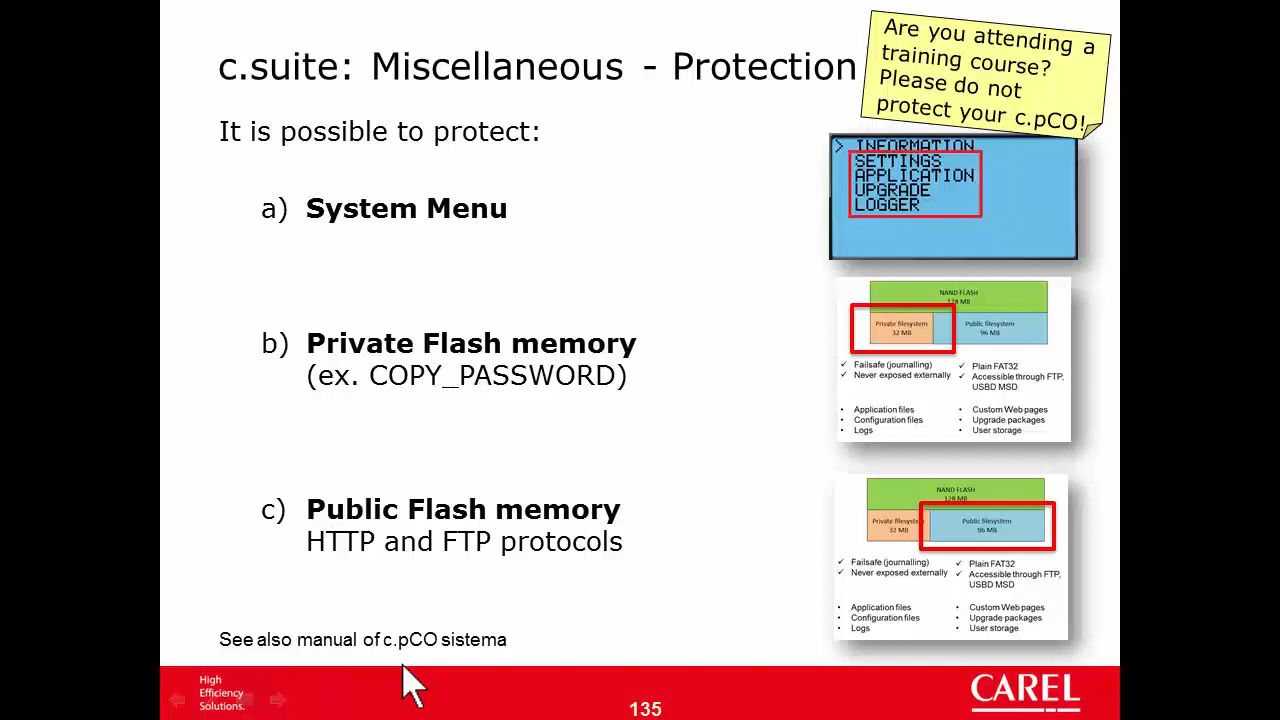 c.suite: Miscellaneous - Protection
Are you attending a
training course?
Please do not
protect your c.pCO!
It is possible to protect:
a) System Menu
> INFORMATION
SETTINGS
APPLICATION
UPGRADE
LOGGER
b) Private Flash memory
(ex. COPY_PASSWORD)
NAND FLASH
128 MB
Private filesystem
32 MB
Public filesystem
96 MB
✓ Failsafe (journalling)
✓ Never exposed externally
✓ Plain FAT32
✓ Accessible through FTP,
USBD MSD
• Application files
• Configuration files
• Logs
• Custom Web pages
• Upgrade packages
• User storage
c) Public Flash memory
HTTP and FTP protocols
NAND FLASH
128 MB
Private filesystem
32 MB
Public filesystem
96 MB
✓ Failsafe (journalling)
✓ Never exposed externally
✓ Plain FAT32
✓ Accessible through FTP,
USBD MSD
• Application files
• Configuration files
• Logs
• Custom Web pages
• Upgrade packages
• User storage
See also manual of c.pCO sistema
High
Efficiency
Solutions.
135
CAREL